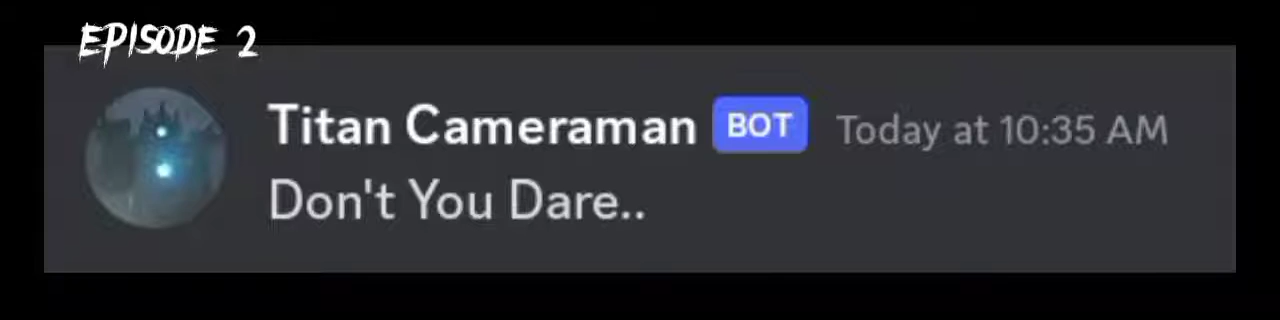 EPISODE 2
Titan Cameraman BOT Today at 10:35 AM
Don't You Dare..